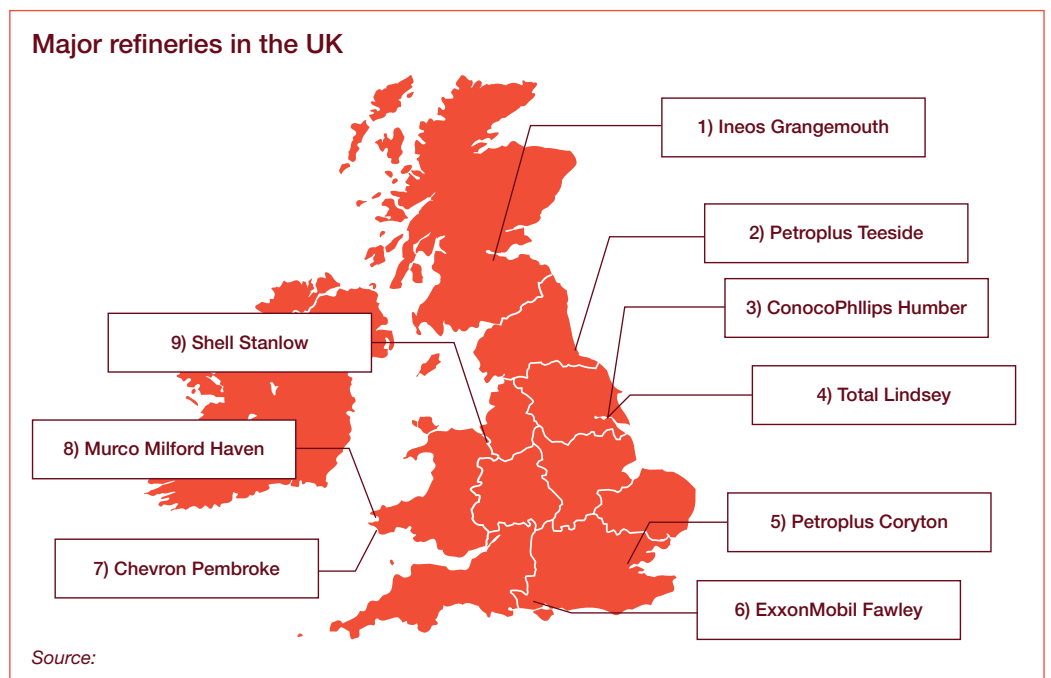 Major refineries in the UK
1) Ineos Grangemouth
2) Petroplus Teeside
3) ConocoPhllips Humber
9) Shell Stanlow
4) Total Lindsey
8) Murco Milford Haven
5) Petroplus Coryton
7) Chevron Pembroke
6) ExxonMobil Fawley
Source: